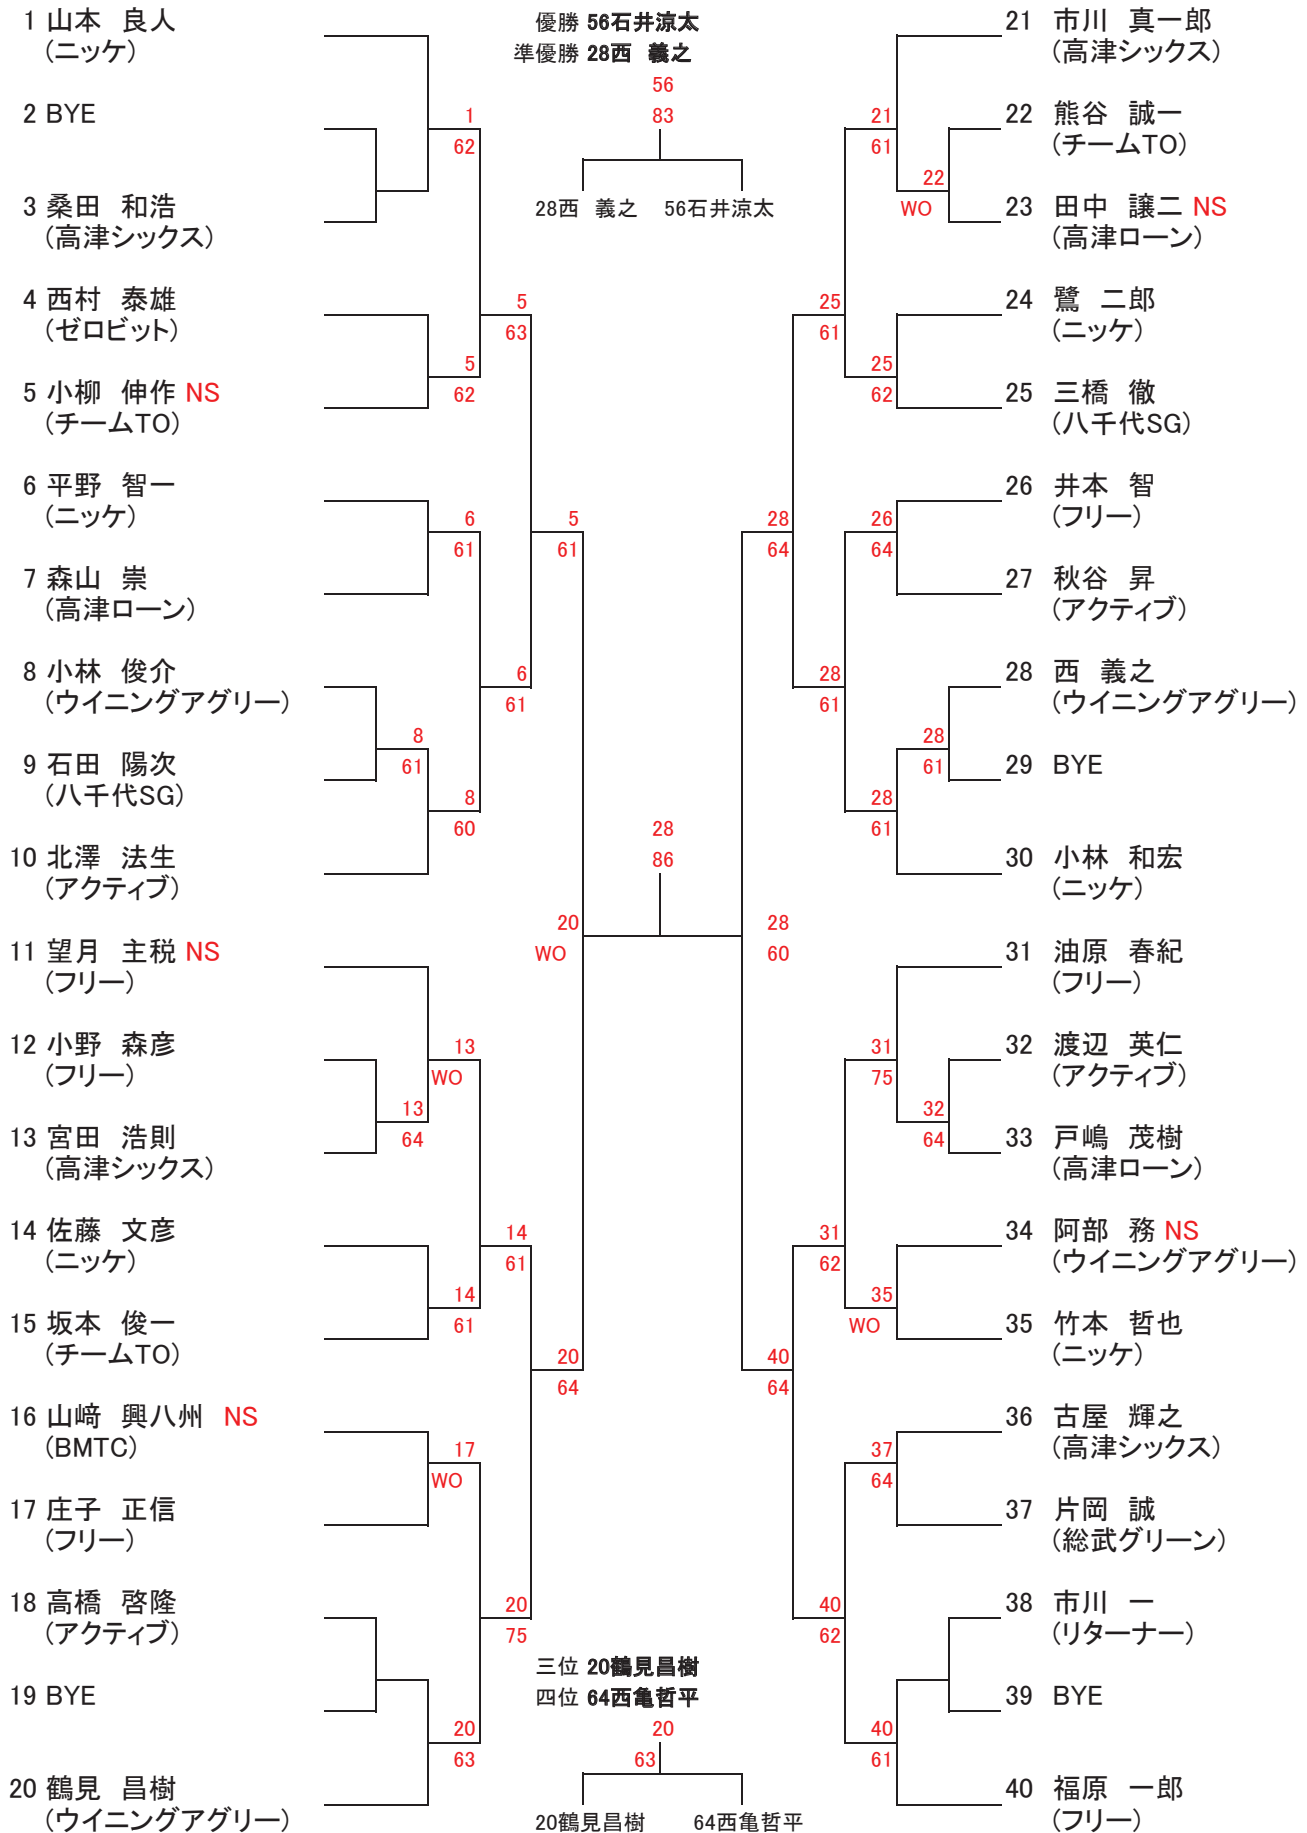 1 山本 良人
(ニッケ)
2 BYE
3 桑田 和浩
(高津シックス)
4 西村 泰雄
(ゼロビット)
5 小柳 伸作 NS
(チームTO)
6 平野 智一
(ニッケ)
7 森山 崇
(高津ローン)
8 小林 俊介
(ウイニングアグリー)
9 石田 陽次
(八千代SG)
10 北澤 法生
(アクティブ)
11 望月 主税 NS
(フリー)
12 小野 森彦
(フリー)
13 宮田 浩則
(高津シックス)
14 佐藤 文彦
(ニッケ)
15 坂本 俊一
(チームTO)
16 山﨑 興八州 NS
(BMTC)
17 庄子 正信
(フリー)
18 高橋 啓隆
(アクティブ)
19 BYE
20 鶴見 昌樹
(ウイニングアグリー)
1
62
5
62
6
61
8
61
8
60
13
WO
13
64
14
61
17
WO
20
63
5
63
6
61
14
61
20
75
5
61
20
64
20
WO
優勝 56石井涼太
準優勝 28西 義之
56
83
28西 義之 56石井涼太
28
86
三位 20鶴見昌樹
四位 64西亀哲平
20
63
20鶴見昌樹 64西亀哲平
28
60
28
64
40
64
25
61
28
61
31
62
40
62
21
61
22
WO
25
62
26
64
28
61
28
61
31
75
32
64
35
WO
37
64
40
61
21 市川 真一郎
(高津シックス)
22 熊谷 誠一
(チームTO)
23 田中 譲二 NS
(高津ローン)
24 鷺 二郎
(ニッケ)
25 三橋 徹
(八千代SG)
26 井本 智
(フリー)
27 秋谷 昇
(アクティブ)
28 西 義之
(ウイニングアグリー)
29 BYE
30 小林 和宏
(ニッケ)
31 油原 春紀
(フリー)
32 渡辺 英仁
(アクティブ)
33 戸嶋 茂樹
(高津ローン)
34 阿部 務 NS
(ウイニングアグリー)
35 竹本 哲也
(ニッケ)
36 古屋 輝之
(高津シックス)
37 片岡 誠
(総武グリーン)
38 市川 一
(リターナー)
39 BYE
40 福原 一郎
(フリー)